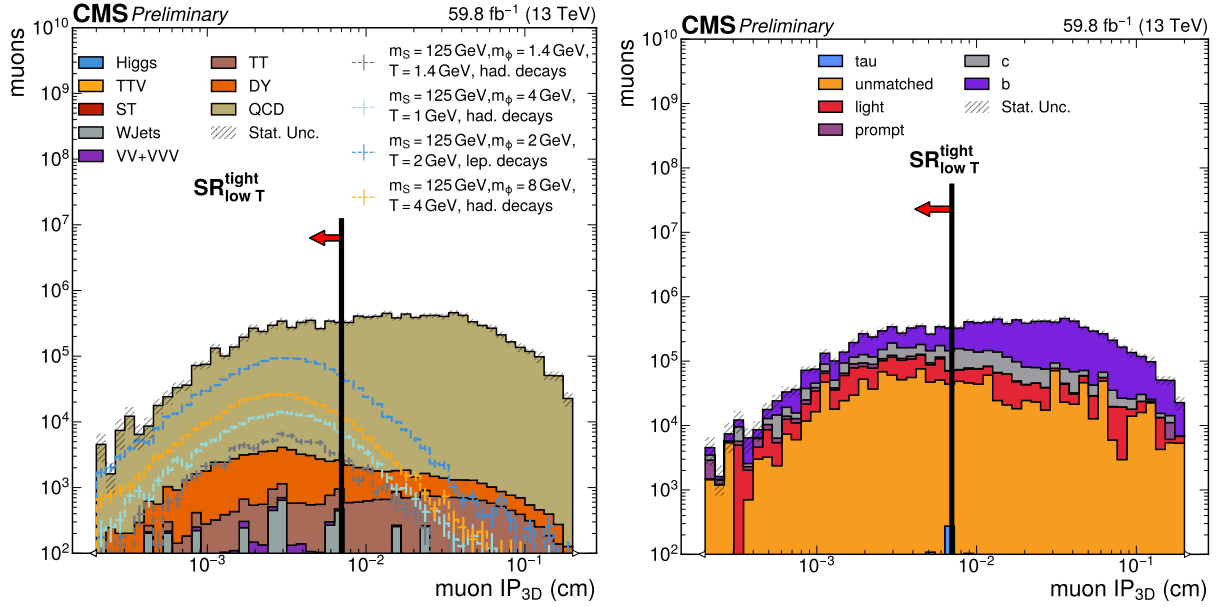 CMS Preliminary 59.8 fb⁻¹ (13 TeV)
muons
10¹⁰
10⁹
10⁸
10⁷
10⁶
10⁵
10⁴
10³
10²
Higgs
TTV
ST
WJets
VV+VVV
TT
DY
QCD
Stat. Unc.
m_S = 125 GeV, m_ϕ = 1.4 GeV,
T = 1.4 GeV, had. decays
m_S = 125 GeV, m_ϕ = 4 GeV,
T = 1 GeV, had. decays
m_S = 125 GeV, m_ϕ = 2 GeV,
T = 2 GeV, lep. decays
m_S = 125 GeV, m_ϕ = 8 GeV,
T = 4 GeV, had. decays
SR^tight_low T
10⁻³ 10⁻² 10⁻¹
muon IP_3D (cm)
CMS Preliminary 59.8 fb⁻¹ (13 TeV)
muons
10¹⁰
10⁹
10⁸
10⁷
10⁶
10⁵
10⁴
10³
10²
tau
unmatched
light
prompt
c
b
Stat. Unc.
SR^tight_low T
10⁻³ 10⁻² 10⁻¹
muon IP_3D (cm)